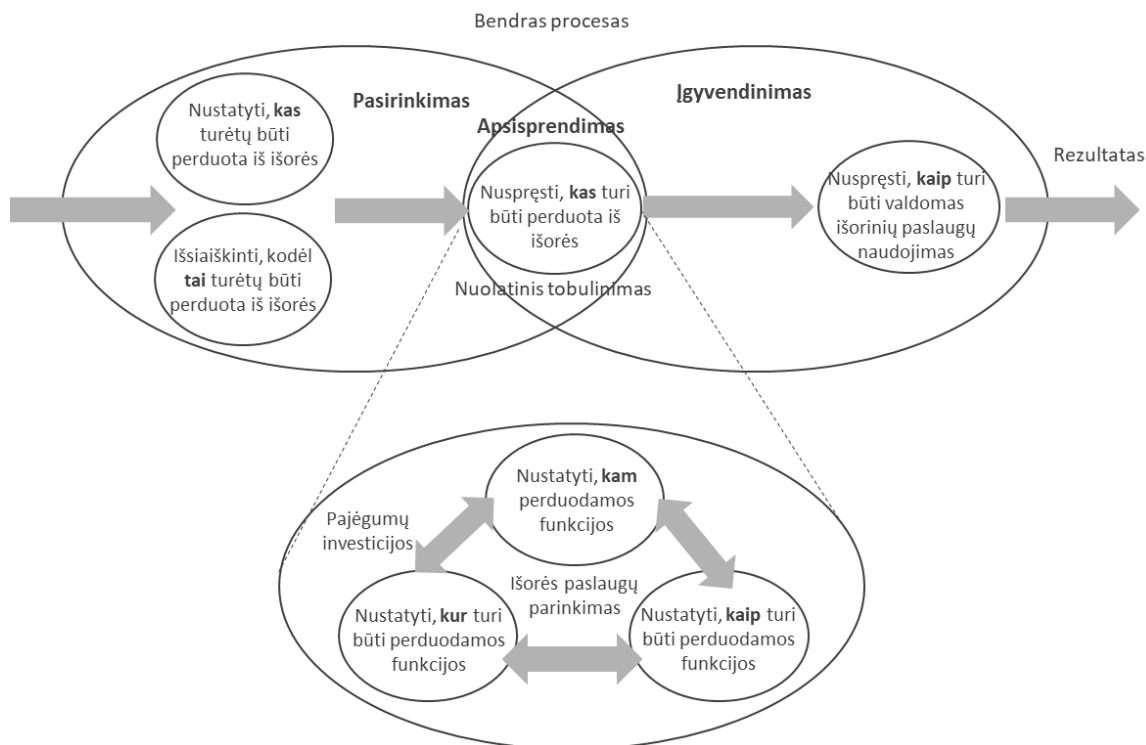 Bendras procesas
Pasirinkimas
Įgyvendinimas
Nustatyti, kas
turėtų būti
perduota iš išorės
Išsiaiškinti, kodėl
tai turėtų būti
perduota iš išorės
Apsisprendimas
Nuspręsti, kas turi
būti perduota iš
išorės
Nuolatinis tobulinimas
Nuspręsti, kaip turi
būti valdomas
išorinių paslaugų
naudojimas
Rezultatas
Nustatyti, kam
perduodamos
funkcijos
Pajėgumų
investicijos
Išorės paslaugų
parinkimas
Nustatyti, kur turi
būti perduodamos
funkcijos
Nustatyti, kaip turi
būti perduodamos
funkcijos